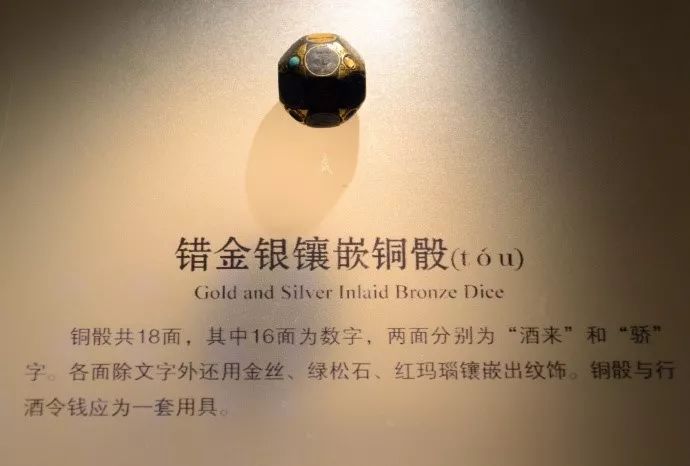 错金银镶嵌铜骰(tóu)
Gold and Silver Inlaid Bronze Dice
铜骰共18面，其中16面为数字，两面分别为“酒来”和“骄”
字。各面除文字外还用金丝、绿松石、红玛瑙镶嵌出纹饰。铜骰与行
酒令钱应为一套用具。